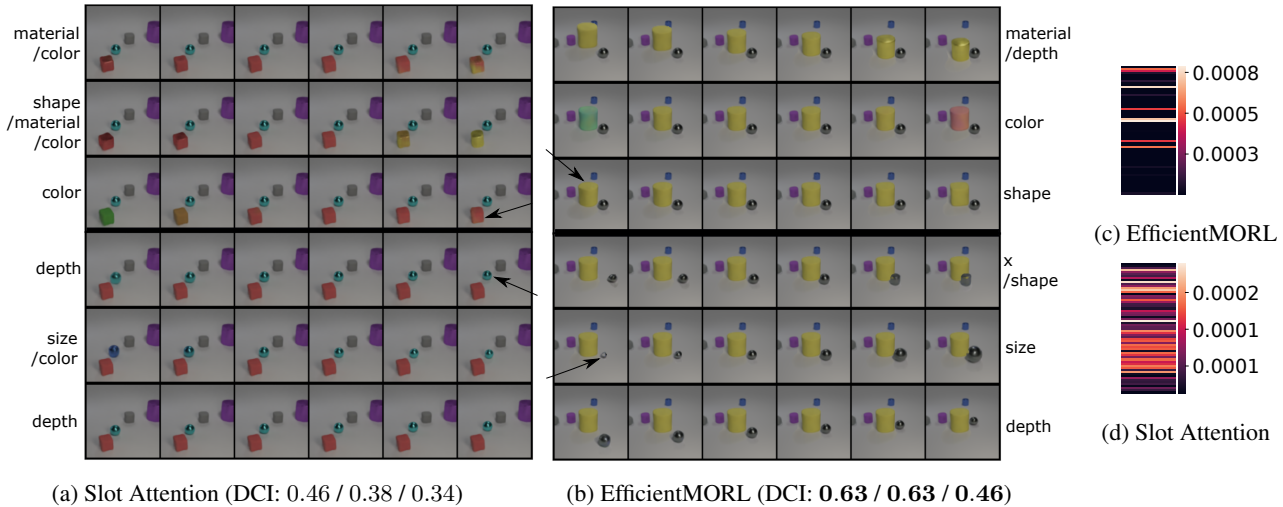 material
/color
shape
/material
/color
color
depth
size
/color
depth
(a) Slot Attention (DCI: 0.46 / 0.38 / 0.34)
material
/depth
color
shape
x
/shape
size
depth
(b) EfficientMORL (DCI: 0.63 / 0.63 / 0.46)
0.0008
0.0005
0.0003
(c) EfficientMORL
0.0002
0.0001
0.0001
(d) Slot Attention